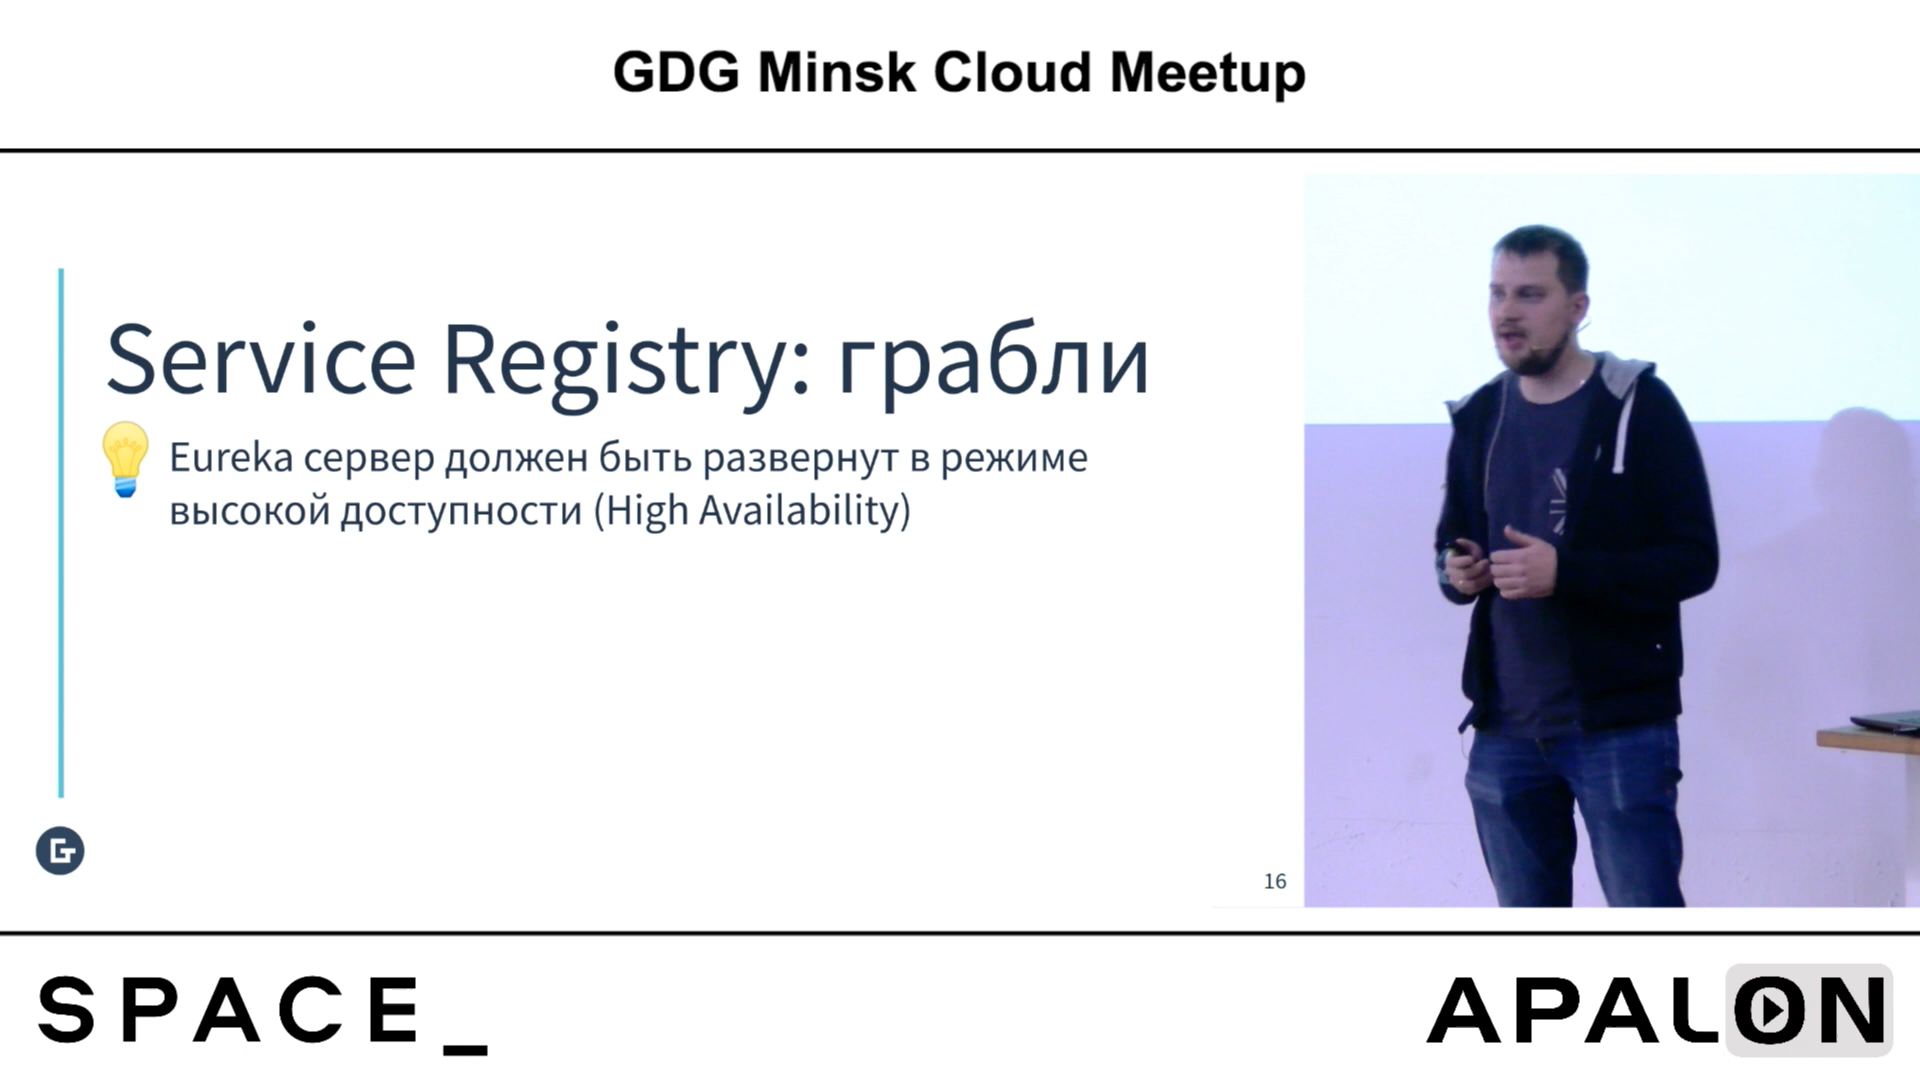 GDG Minsk Cloud Meetup
Service Registry: грабли
Eureka сервер должен быть развернут в режиме
высокой доступности (High Availability)
16
SPACE_
APALON